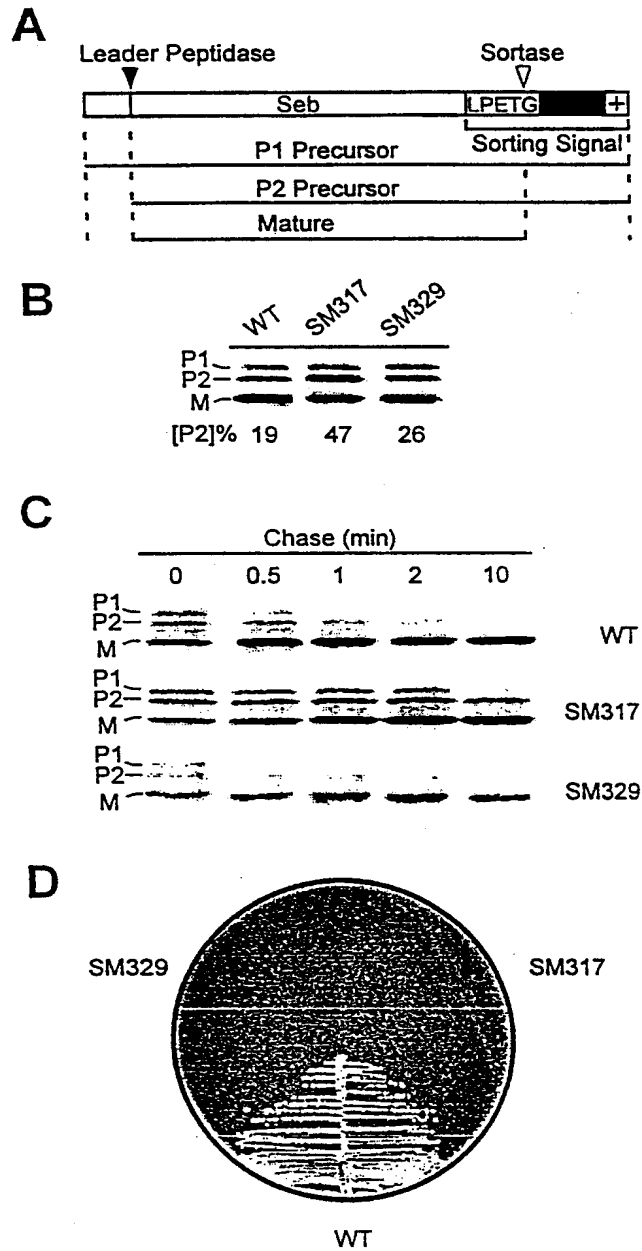 A
Leader Peptidase Sortase
Seb LPETG +
Sorting Signal
P1 Precursor
P2 Precursor
Mature
B
WT SM317 SM329
P1
P2
M
[P2]% 19 47 26
C
Chase (min)
0 0.5 1 2 10
P1
P2
M
WT
P1
P2
M
SM317
P1
P2
M
SM329
D
SM329 SM317
WT